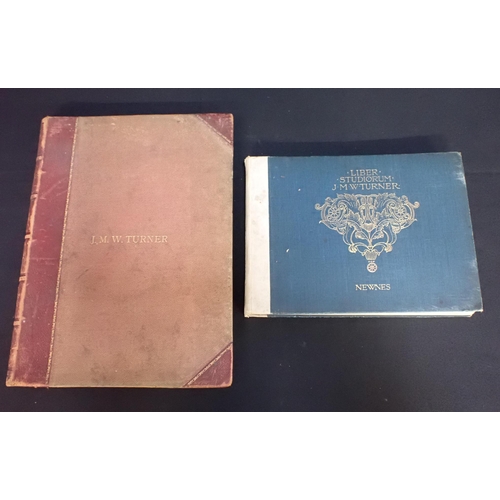 J. M. W. TURNER
·LIBER·
·STUDIORUM·
J M W TURNER·
NEWNES